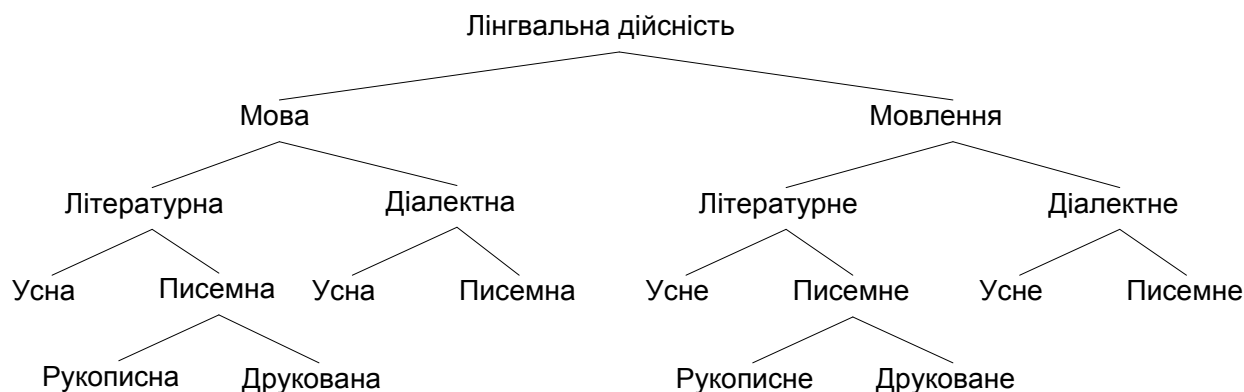 Лінгвальна дійсність
Мова Мовлення
Літературна Діалектна Літературне Діалектне
Усна Писемна Усна Писемна Усне Писемне Усне Писемне
Рукописна Друкована Рукописне Друковане